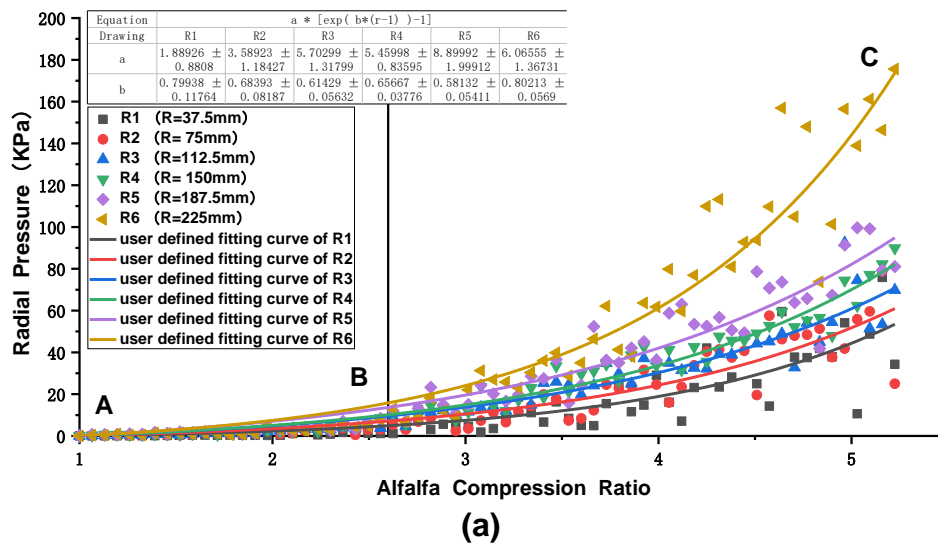 Equation a * [exp( b*(r-1) )-1]
Drawing R1 R2 R3 R4 R5 R6
a 1.88926 ± 0.8808 3.58923 ± 1.18427 5.70299 ± 1.31799 5.45998 ± 0.83595 8.89992 ± 1.99912 6.06555 ± 1.36731
b 0.79938 ± 0.11764 0.68393 ± 0.08187 0.61429 ± 0.05632 0.65667 ± 0.03776 0.58132 ± 0.05411 0.80213 ± 0.0569
R1 (R=37.5mm)
R2 (R= 75mm)
R3 (R=112.5mm)
R4 (R= 150mm)
R5 (R=187.5mm)
R6 (R=225mm)
user defined fitting curve of R1
user defined fitting curve of R2
user defined fitting curve of R3
user defined fitting curve of R4
user defined fitting curve of R5
user defined fitting curve of R6
A
B
C
Radial Pressure (KPa)
200
180
160
140
120
100
80
60
40
20
0
1 2 3 4 5
Alfalfa Compression Ratio
(a)